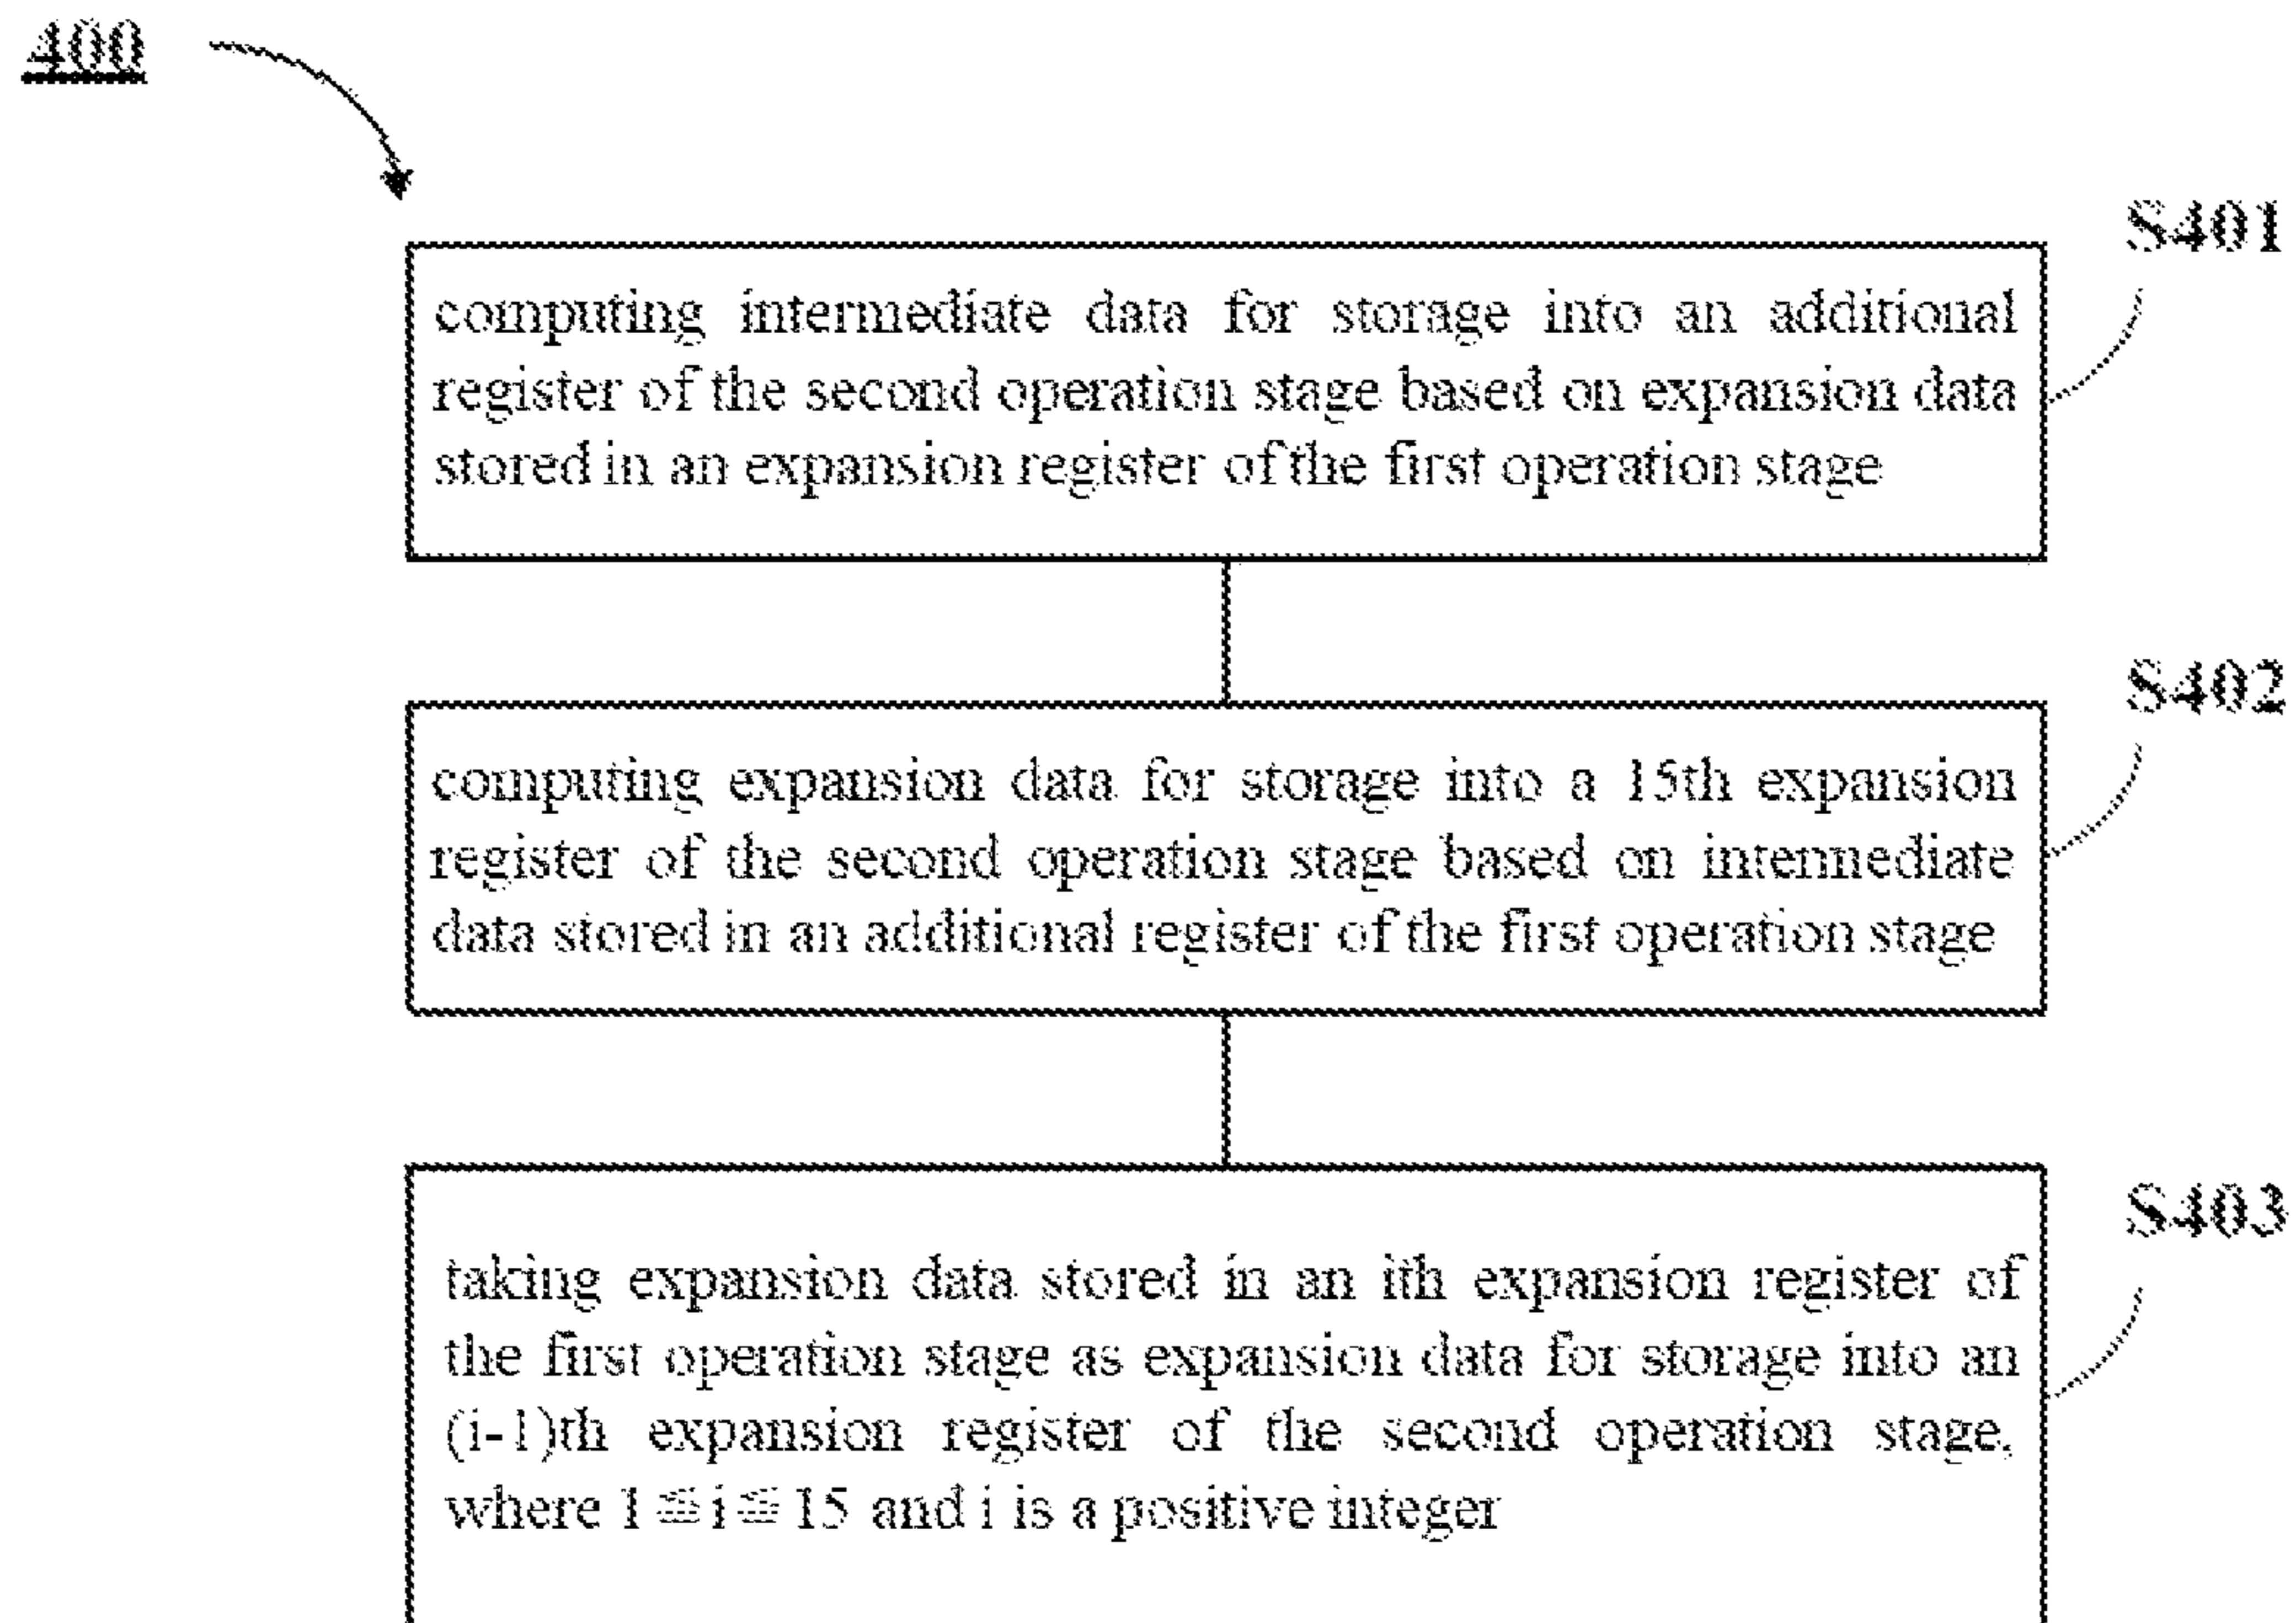 400
S401
computing intermediate data for storage into an additional
register of the second operation stage based on expansion data
stored in an expansion register of the first operation stage
S402
computing expansion data for storage into a 15th expansion
register of the second operation stage based on intermediate
data stored in an additional register of the first operation stage
S403
taking expansion data stored in an ith expansion register of
the first operation stage as expansion data for storage into an
(i-1)th expansion register of the second operation stage,
where 1≦i≦15 and i is a positive integer